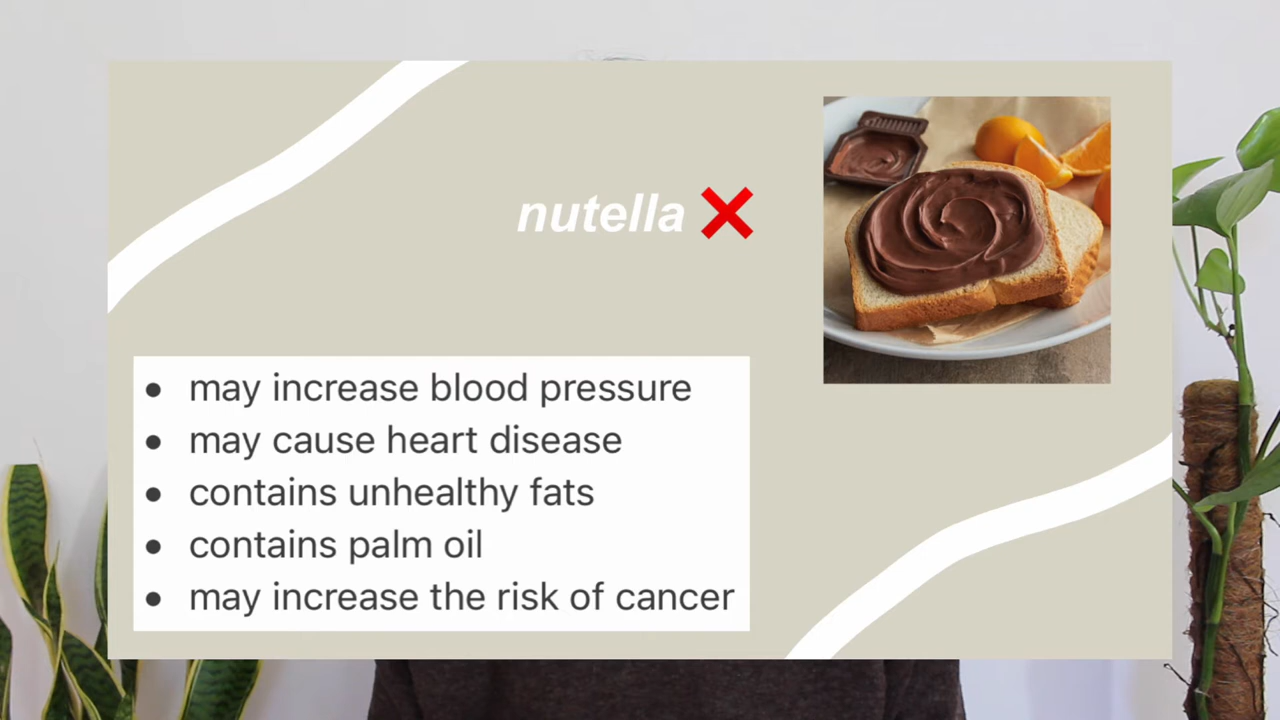 nutella ❌
• may increase blood pressure
• may cause heart disease
• contains unhealthy fats
• contains palm oil
• may increase the risk of cancer